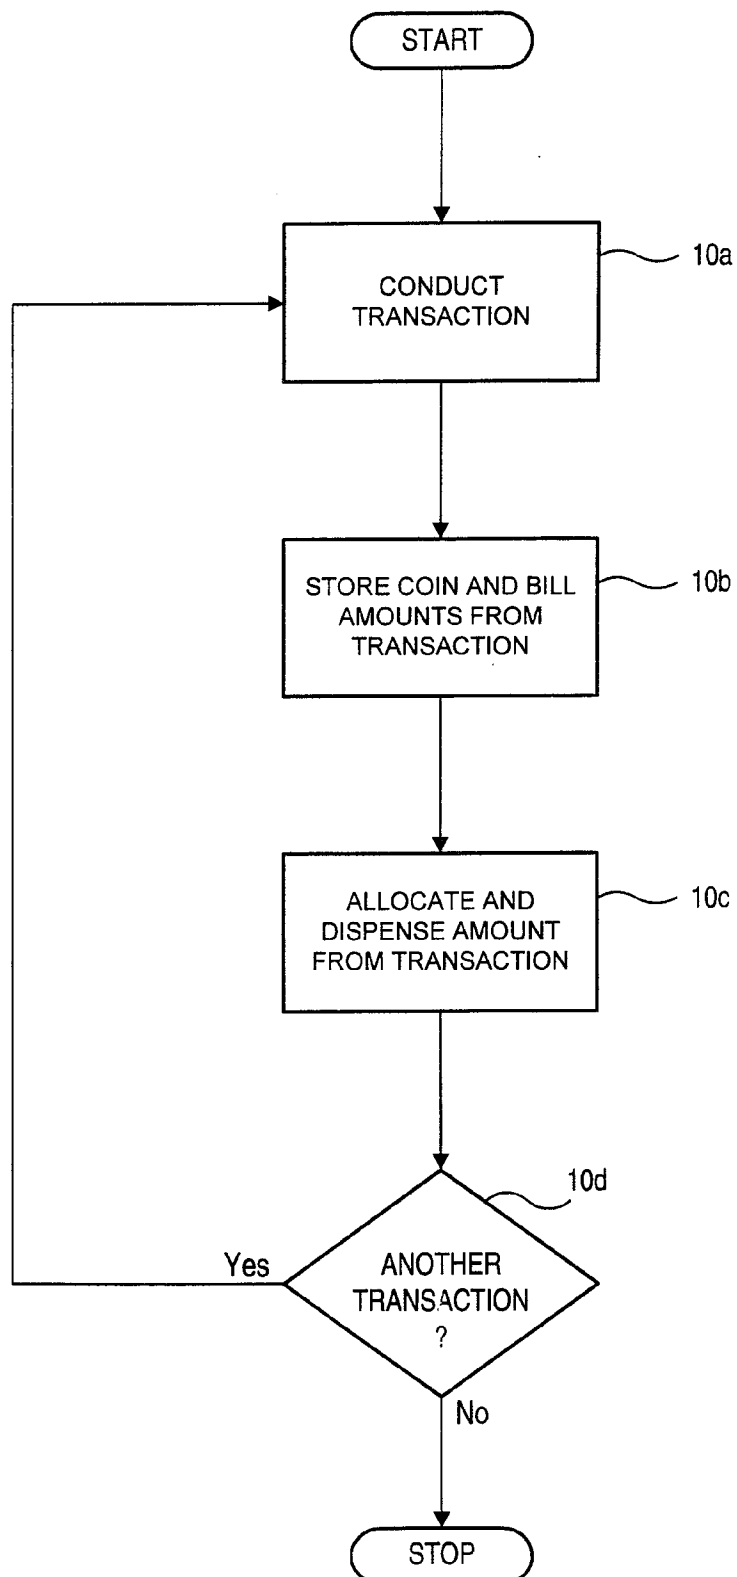 START
CONDUCT
TRANSACTION
10a
STORE COIN AND BILL
AMOUNTS FROM
TRANSACTION
10b
ALLOCATE AND
DISPENSE AMOUNT
FROM TRANSACTION
10c
10d
ANOTHER
TRANSACTION
?
Yes
No
STOP